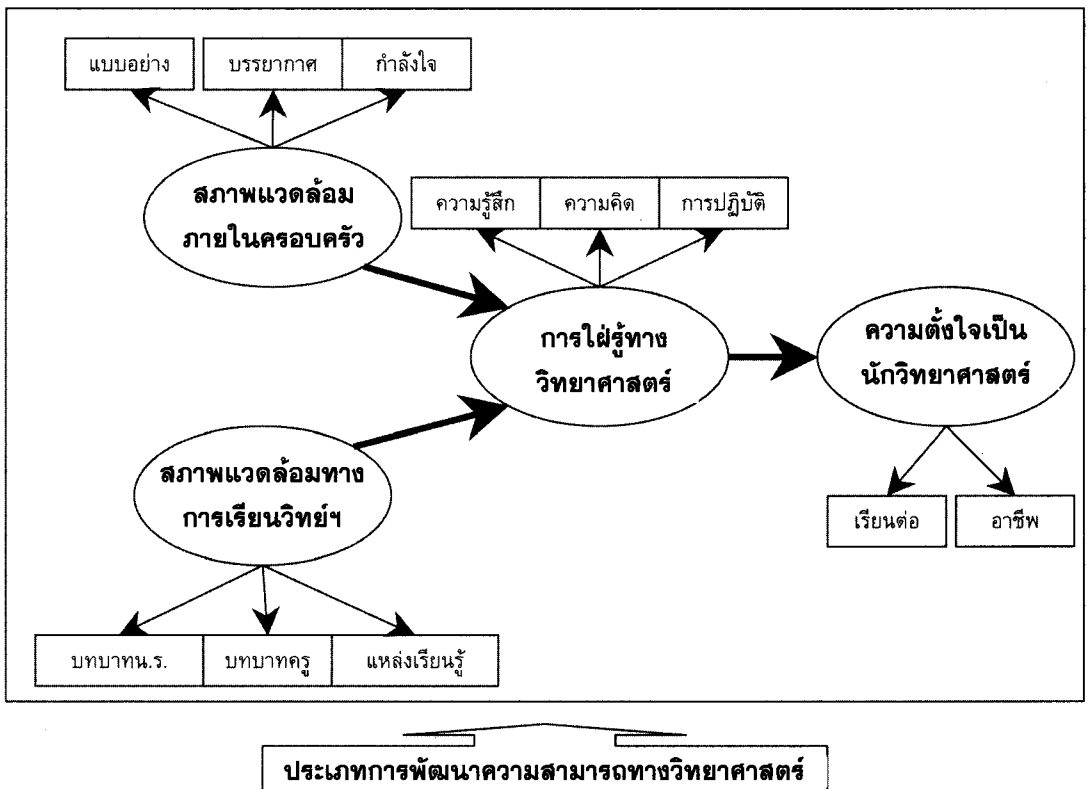 แบบอย่าง บรรยากาศ กำลังใจ
สภาพแวดล้อม
ภายในครอบครัว
ความรู้สึก ความคิด การปฏิบัติ
การใฝ่รู้ทาง
วิทยาศาสตร์
ความตั้งใจเป็น
นักวิทยาศาสตร์
สภาพแวดล้อมทาง
การเรียนวิทย์ฯ
เรียนต่อ อาชีพ
บทบาทน.ร. บทบาทครู แหล่งเรียนรู้
ประเภทการพัฒนาความสามารถทางวิทยาศาสตร์